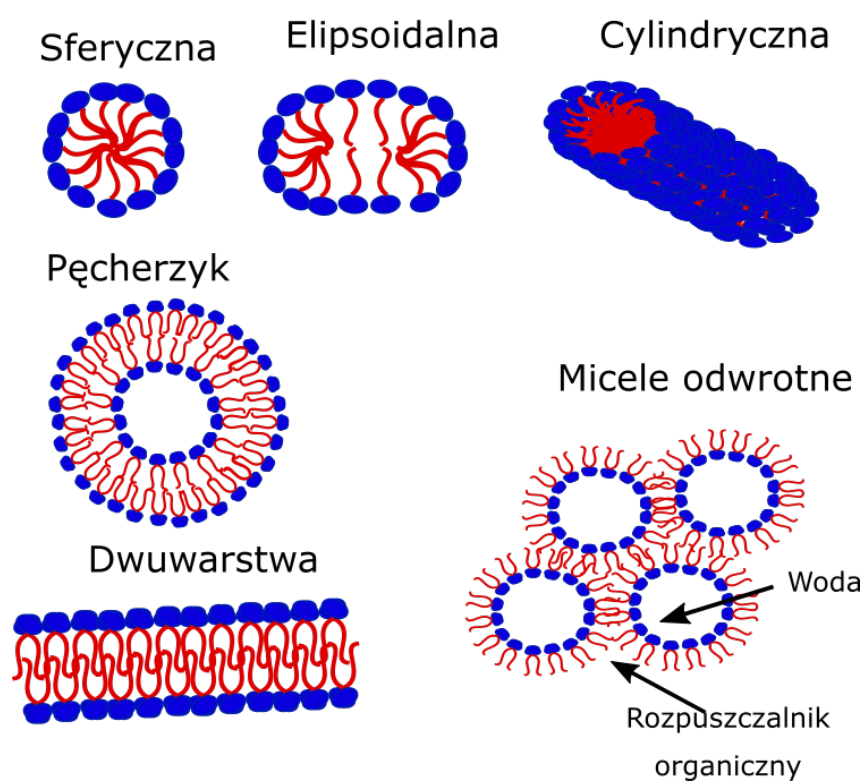 Sferyczna
Elipsoidalna
Cylindryczna
Pęcherzyk
Micele odwrotne
Dwuwarstwa
Woda
Rozpuszczalnik
organiczny